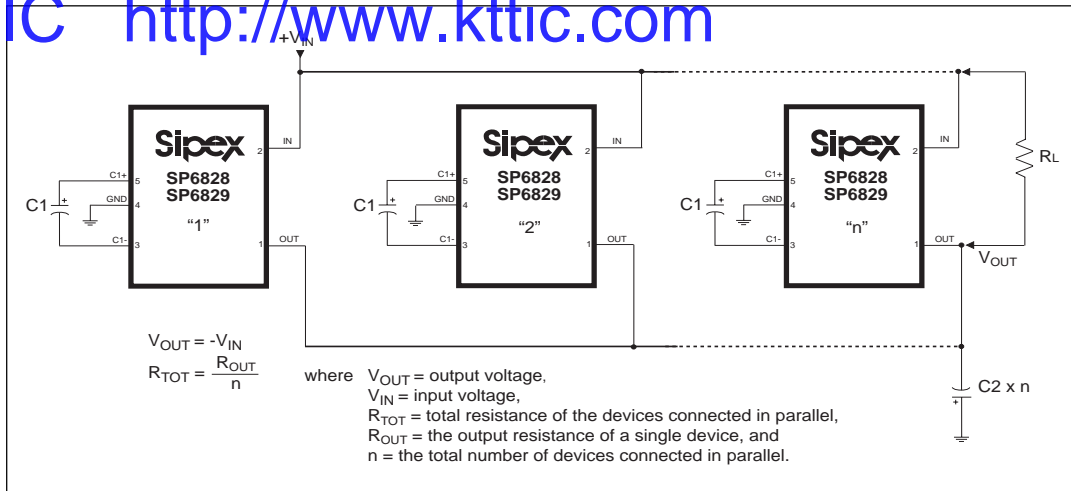 IC http://www.kttic.com
+VIN
Sipex
SP6828
SP6829
"1"
IN
2
C1+
5
GND
4
C1-
3
1
OUT
C1
+
Sipex
SP6828
SP6829
"2"
IN
2
C1+
5
GND
4
C1-
3
1
OUT
C1
+
Sipex
SP6828
SP6829
"n"
IN
2
C1+
5
GND
4
C1-
3
1
OUT
C1
+
RL
VOUT
C2 x n
+
VOUT = -VIN
RTOT = ROUT
n
where VOUT = output voltage,
VIN = input voltage,
RTOT = total resistance of the devices connected in parallel,
ROUT = the output resistance of a single device, and
n = the total number of devices connected in parallel.